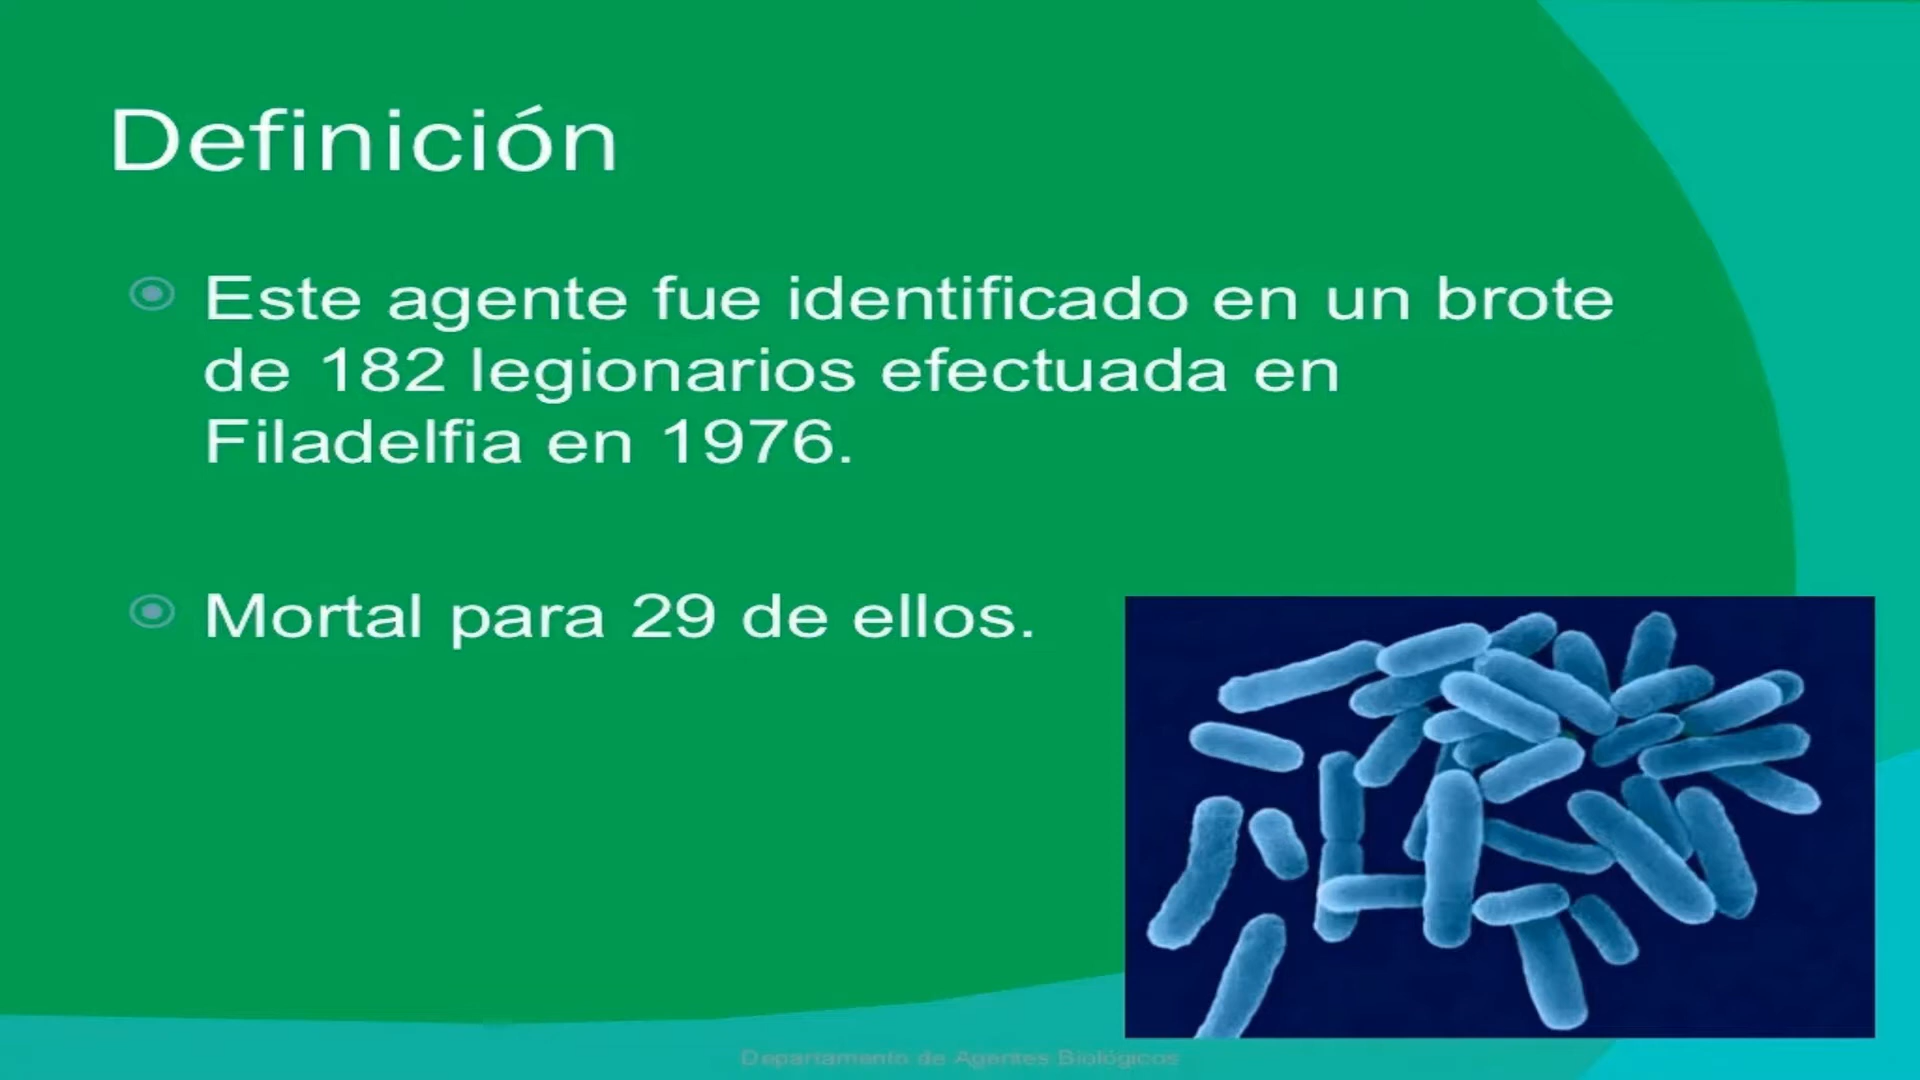 Definición
Este agente fue identificado en un brote
de 182 legionarios efectuada en
Filadelfia en 1976.
Mortal para 29 de ellos.
Departamento de Agentes Biológicos